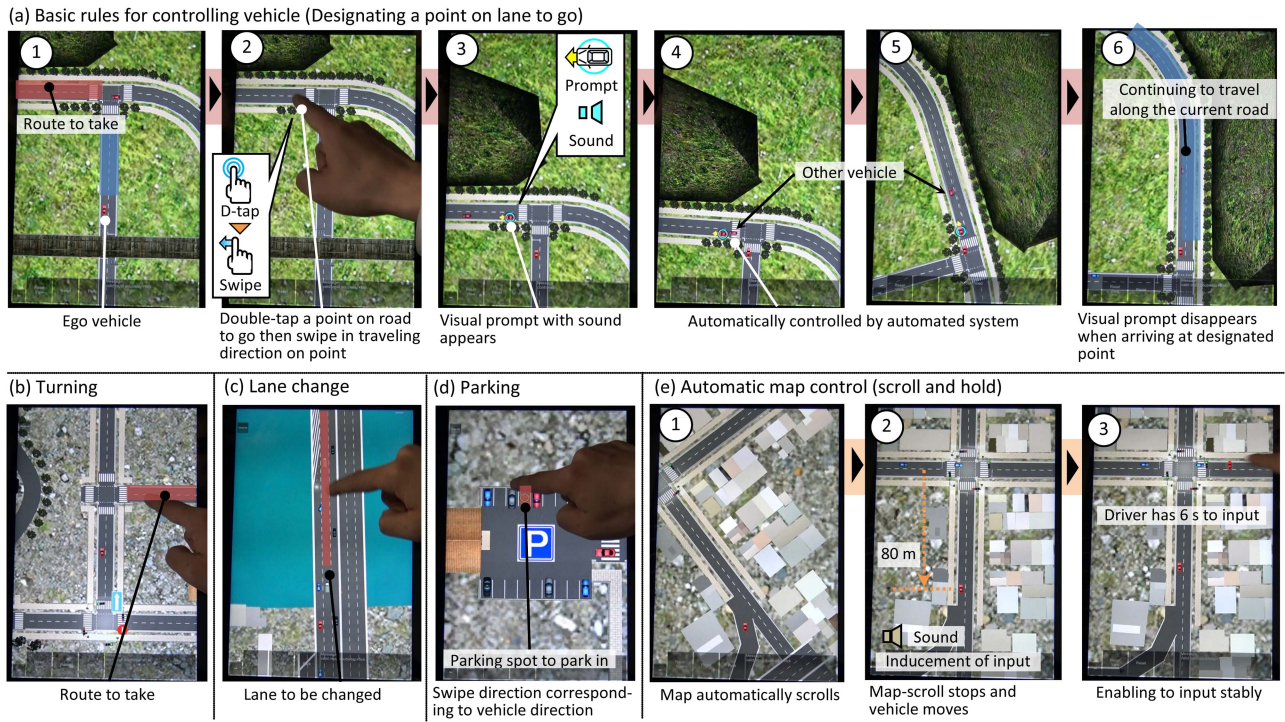 (a) Basic rules for controlling vehicle (Designating a point on lane to go)
1
2
3
4
5
6
Route to take
D-tap
Swipe
Prompt
Sound
Other vehicle
Continuing to travel
along the current road
Ego vehicle
Double-tap a point on road
to go then swipe in traveling
direction on point
Visual prompt with sound
appears
Automatically controlled by automated system
Visual prompt disappears
when arriving at designated
point
(b) Turning
Route to take
(c) Lane change
Lane to be changed
(d) Parking
P
Parking spot to park in
Swipe direction correspond-
ing to vehicle direction
(e) Automatic map control (scroll and hold)
1
2
3
80 m
Sound
Inducement of input
Driver has 6 s to input
Map automatically scrolls
Map-scroll stops and
vehicle moves
Enabling to input stably